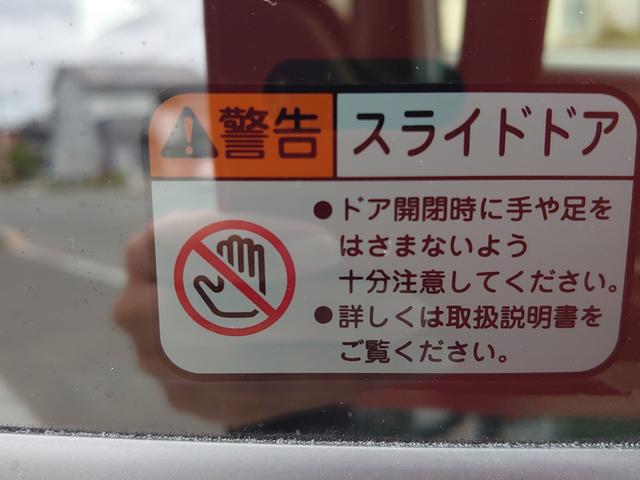 警告 スライドドア
●ドア開閉時に手や足を
はさまないよう
十分注意してください。
●詳しくは取扱説明書を
ご覧ください。